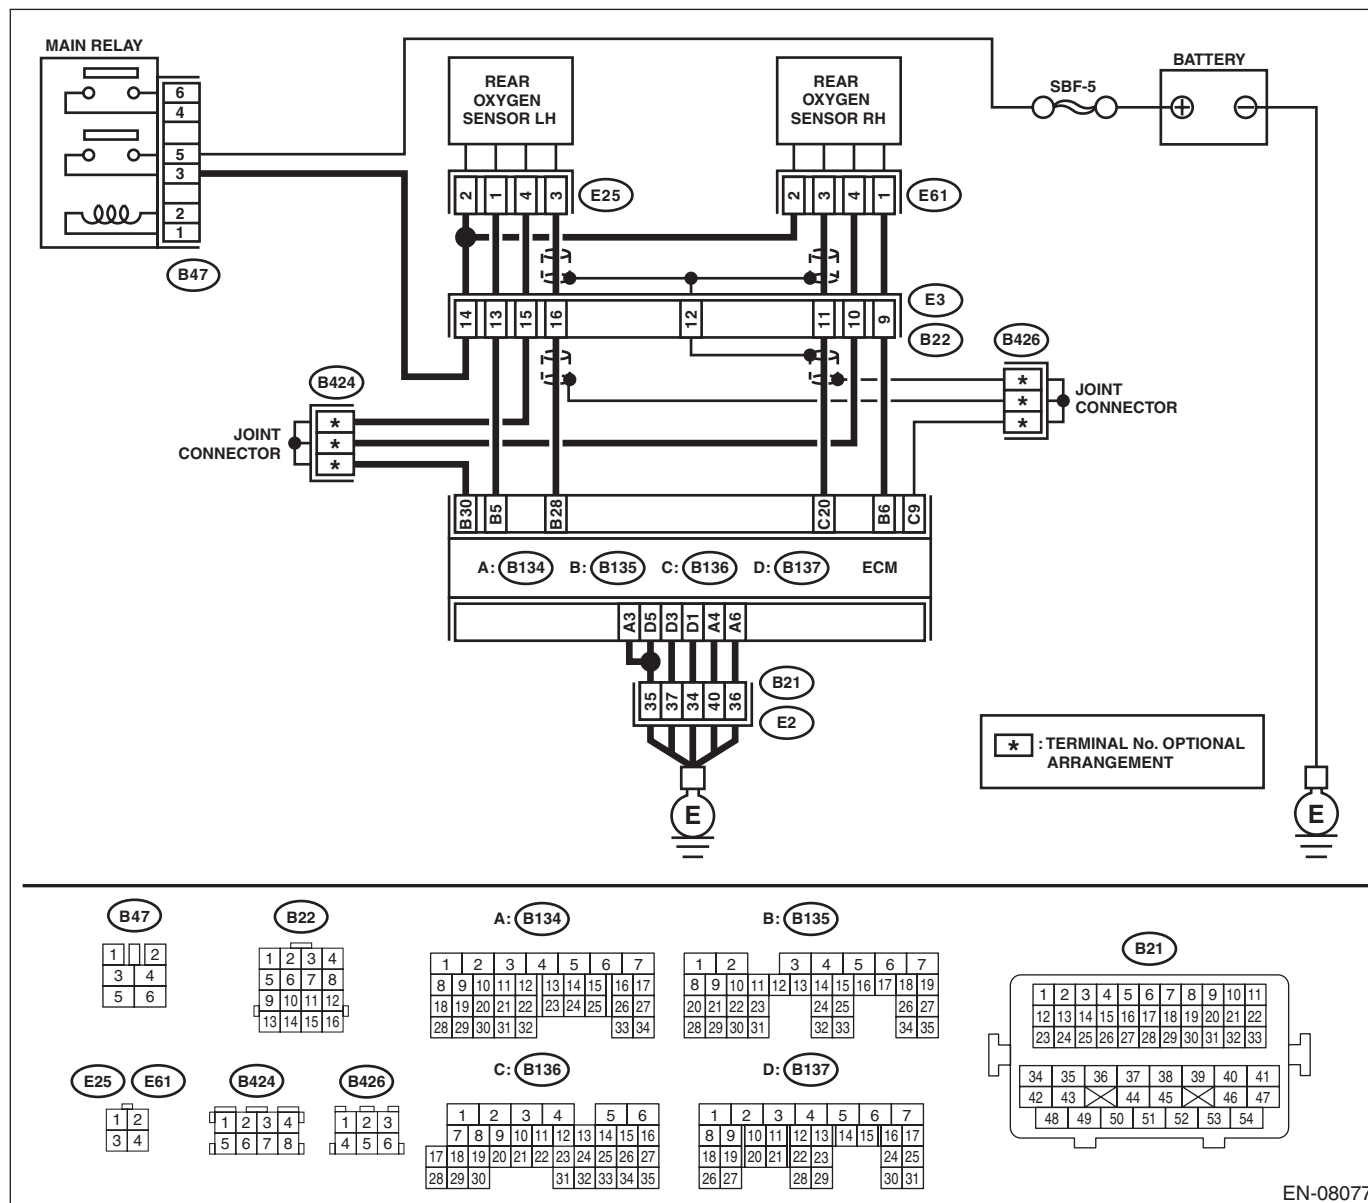 MAIN RELAY
6
4
5
3
2
1
B47
REAR
OXYGEN
SENSOR LH
2 1 4 3
E25
REAR
OXYGEN
SENSOR RH
2 3 4 1
E61
SBF-5
BATTERY
+ −
14 13 15 16 12 11 10 9
E3
B22
B424
*
*
*
JOINT
CONNECTOR
B426
*
*
*
JOINT
CONNECTOR
B30 B5 B28 C20 B6 C9
A: B134 B: B135 C: B136 D: B137 ECM
A3 D5 D3 D1 A4 A6
35 37 34 40 36
B21
E2
E
* : TERMINAL No. OPTIONAL
ARRANGEMENT
E
B47
1 2
3 4
5 6
B22
1 2 3 4
5 6 7 8
9 10 11 12
13 14 15 16
A: B134
1 2 3 4 5 6 7
8 9 10 11 12 13 14 15 16 17
18 19 20 21 22 23 24 25 26 27
28 29 30 31 32 33 34
B: B135
1 2 3 4 5 6 7
8 9 10 11 12 13 14 15 16 17 18 19
20 21 22 23 24 25 26 27
28 29 30 31 32 33 34 35
B21
1 2 3 4 5 6 7 8 9 10 11
12 13 14 15 16 17 18 19 20 21 22
23 24 25 26 27 28 29 30 31 32 33
34 35 36 37 38 39 40 41
42 43 44 45 46 47
48 49 50 51 52 53 54
E25 E61
1 2
3 4
B424
1 2 3 4
5 6 7 8
B426
1 2 3
4 5 6
C: B136
1 2 3 4 5 6
7 8 9 10 11 12 13 14 15 16
17 18 19 20 21 22 23 24 25 26 27
28 29 30 31 32 33 34 35
D: B137
1 2 3 4 5 6 7
8 9 10 11 12 13 14 15 16 17
18 19 20 21 22 23 24 25
26 27 28 29 30 31
EN-08077